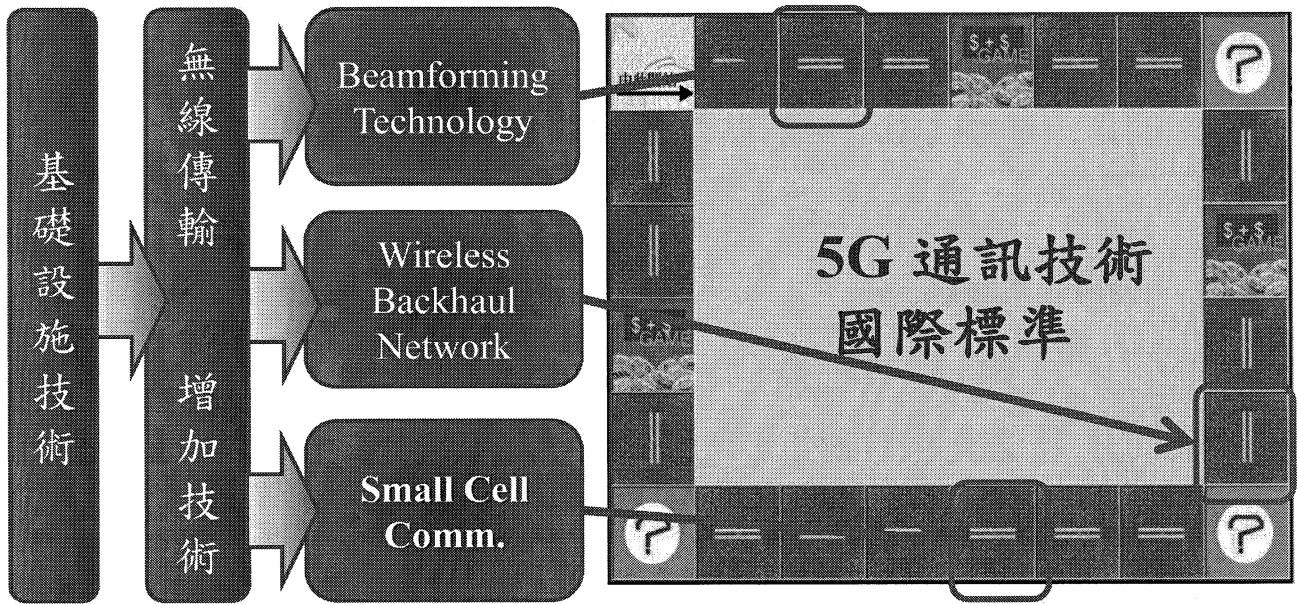 基礎設施技術
無線傳輸 增加技術
Beamforming
Technology
Wireless
Backhaul
Network
Small Cell
Comm.
$ + $
GAME
?
$ + $
GAME
5G 通訊技術
國際標準
$ + $
GAME
?
?